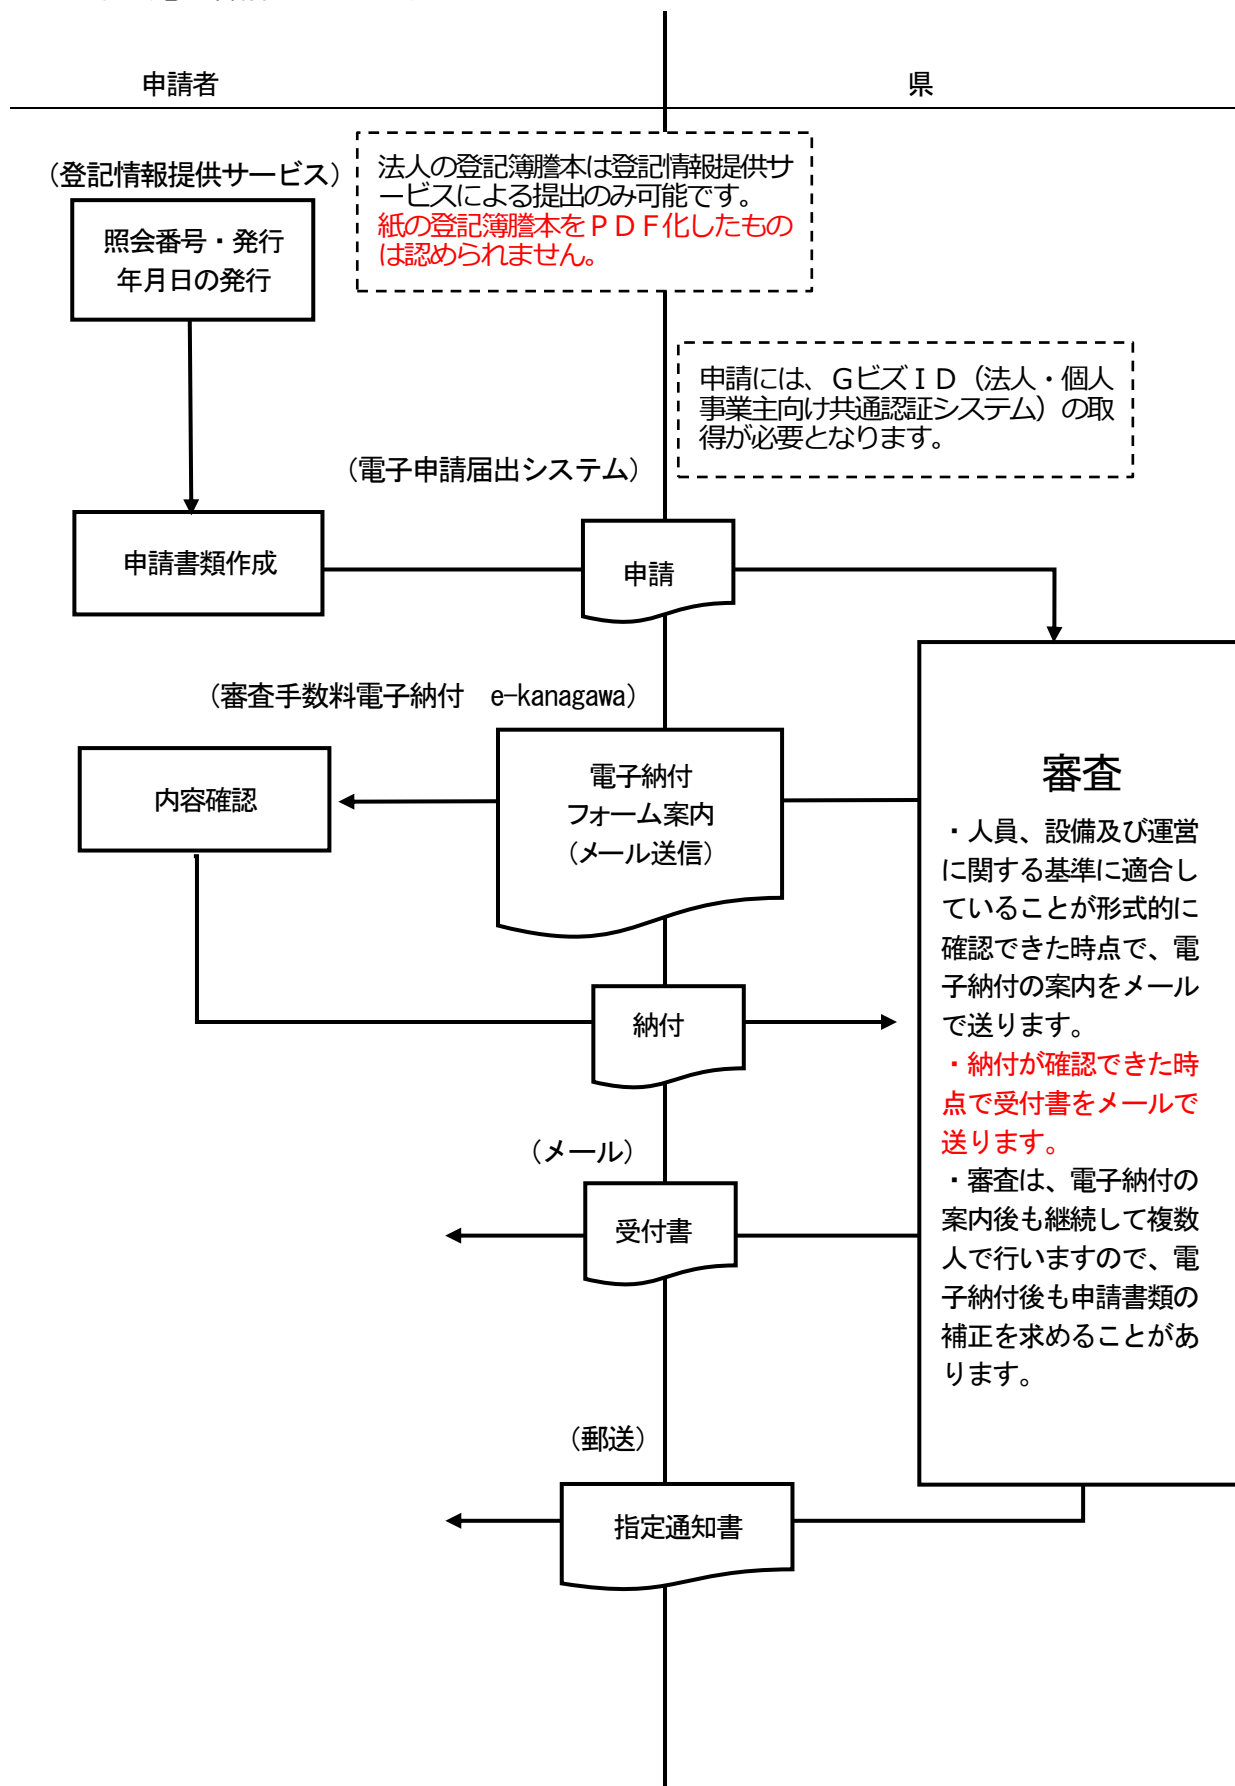 申請者
県
（登記情報提供サービス）
法人の登記簿謄本は登記情報提供サ
ービスによる提出のみ可能です。
紙の登記簿謄本をＰＤＦ化したもの
は認められません。
照会番号・発行
年月日の発行
申請には、ＧビズＩＤ（法人・個人
事業主向け共通認証システム）の取
得が必要となります。
（電子申請届出システム）
申請書類作成
申請
（審査手数料電子納付　e-kanagawa）
内容確認
電子納付
フォーム案内
（メール送信）
審査
・人員、設備及び運営
に関する基準に適合し
ていることが形式的に
確認できた時点で、電
子納付の案内をメール
で送ります。
・納付が確認できた時
点で受付書をメールで
送ります。
・審査は、電子納付の
案内後も継続して複数
人で行いますので、電
子納付後も申請書類の
補正を求めることがあ
ります。
納付
（メール）
受付書
（郵送）
指定通知書